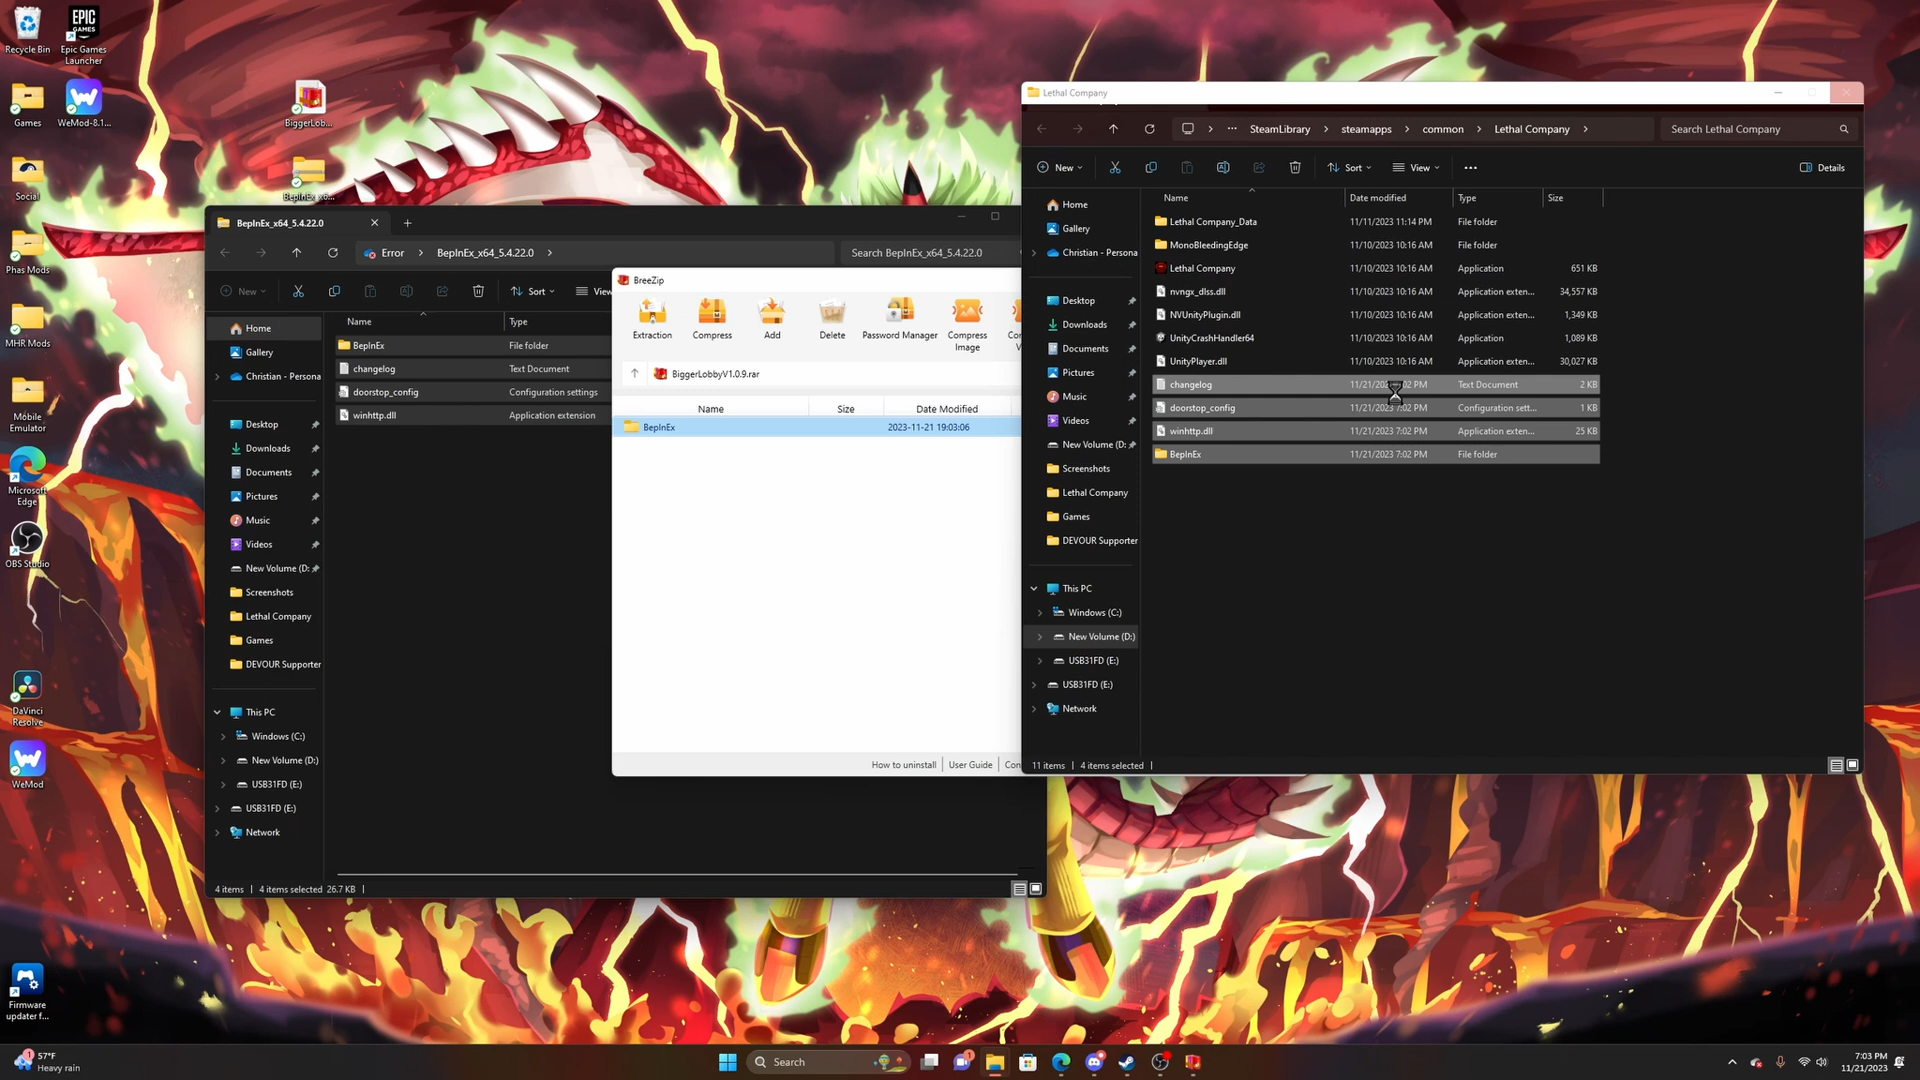 Recycle Bin
EPIC
GAMES
Epic Games
Launcher
Games
WeMod-8.1...
BiggerLob...
Social
BepInEx_x6...
Phas Mods
MHR Mods
Mobile
Emulator
Microsoft
Edge
OBS Studio
DaVinci
Resolve
WeMod
Firmware
updater f...
BepInEx_x64_5.4.22.0
Error
BepInEx_x64_5.4.22.0
Search BepInEx_x64_5.4.22.0
New
Sort
View
Home
Gallery
Christian - Persona
Desktop
Downloads
Documents
Pictures
Music
Videos
New Volume (D:
Screenshots
Lethal Company
Games
DEVOUR Supporter
This PC
Windows (C:)
New Volume (D:)
USB31FD (E:)
USB31FD (E:)
Network
Name Type
BepInEx File folder
changelog Text Document
doorstop_config Configuration settings
winhttp.dll Application extension
4 items 4 items selected 26.7 KB
BreeZip
Extraction
Compress
Add
Delete
Password Manager
Compress
Image
BiggerLobbyV1.0.9.rar
Name Size Date Modified
BepInEx 2023-11-21 19:03:06
How to uninstall User Guide Con
Lethal Company
SteamLibrary steamapps common Lethal Company
Search Lethal Company
New
Sort
View
Details
Home
Gallery
Christian - Persona
Desktop
Downloads
Documents
Pictures
Music
Videos
New Volume (D:
Screenshots
Lethal Company
Games
DEVOUR Supporter
This PC
Windows (C:)
New Volume (D:)
USB31FD (E:)
USB31FD (E:)
Network
Name Date modified Type Size
Lethal Company_Data 11/11/2023 11:14 PM File folder
MonoBleedingEdge 11/10/2023 10:16 AM File folder
Lethal Company 11/10/2023 10:16 AM Application 651 KB
nvngx_dlss.dll 11/10/2023 10:16 AM Application exten... 34,557 KB
NVUnityPlugin.dll 11/10/2023 10:16 AM Application exten... 1,349 KB
UnityCrashHandler64 11/10/2023 10:16 AM Application 1,089 KB
UnityPlayer.dll 11/10/2023 10:16 AM Application exten... 30,027 KB
changelog PM Text Document 2 KB
doorstop_config 11/21/2023 7:02 PM Configuration sett... 1 KB
winhttp.dll 11/21/2023 7:02 PM Application exten... 25 KB
BepInEx 11/21/2023 7:02 PM File folder
11 items 4 items selected
57°F
Heavy rain
Search
7:03 PM
11/21/2023